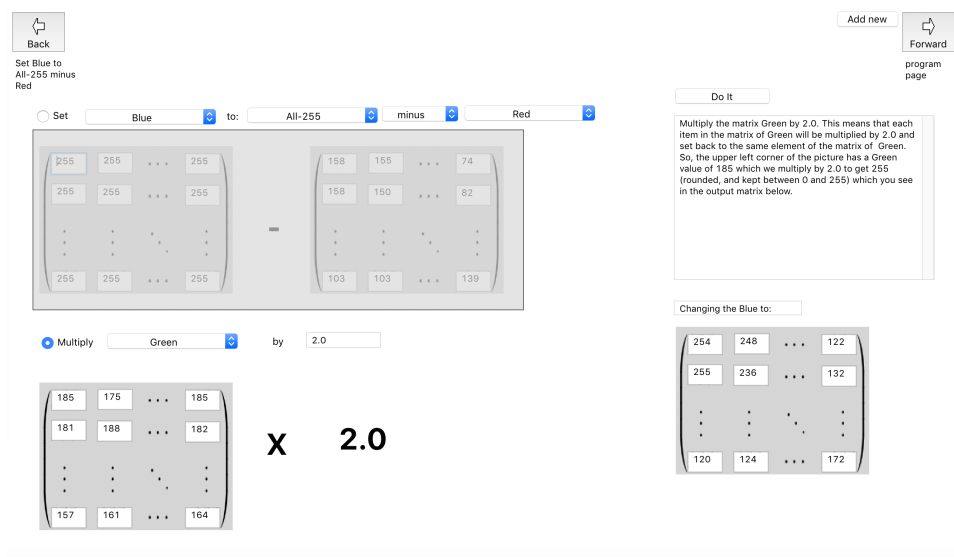 Back
Add new
Forward
Set Blue to
All-255 minus
Red
program
page
Set Blue to: All-255 minus Red
Do It
255 255 255
255 255 255
255 255 255
-
158 155 74
158 150 82
103 103 139
Multiply the matrix Green by 2.0. This means that each
item in the matrix of Green will be multiplied by 2.0 and
set back to the same element of the matrix of  Green.
So, the upper left corner of the picture has a Green
value of 185 which we multiply by 2.0 to get 255
(rounded, and kept between 0 and 255) which you see
in the output matrix below.
Multiply Green by 2.0
185 175 185
181 188 182
157 161 164
X 2.0
Changing the Blue to:
254 248 122
255 236 132
120 124 172